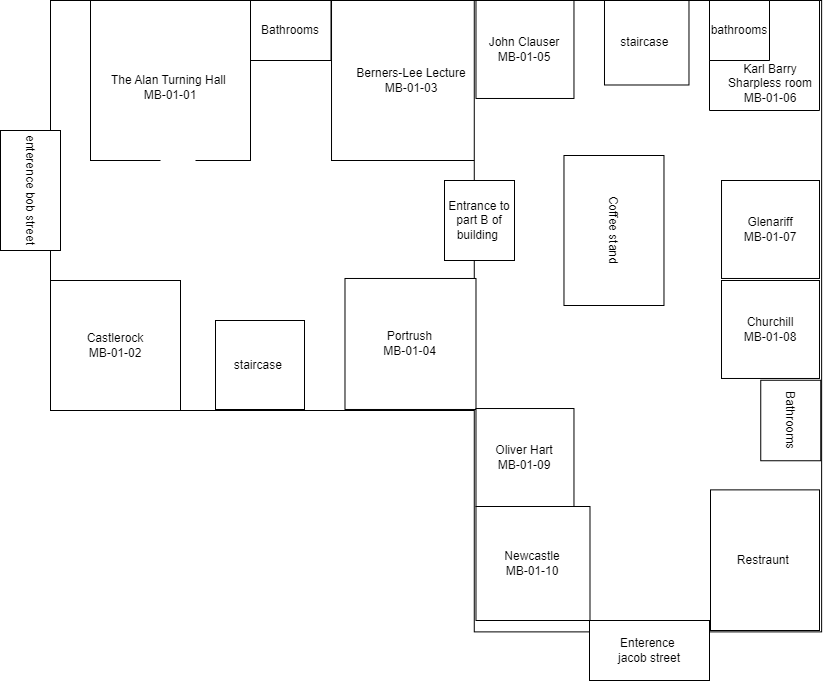 Bathrooms
The Alan Turning Hall
MB-01-01
Berners-Lee Lecture
MB-01-03
John Clauser
MB-01-05
staircase
bathrooms
Karl Barry
Sharpless room
MB-01-06
enterence bob street
Entrance to
part B of
building
Coffee stand
Glenariff
MB-01-07
Castlerock
MB-01-02
staircase
Portrush
MB-01-04
Churchill
MB-01-08
Bathrooms
Oliver Hart
MB-01-09
Newcastle
MB-01-10
Restraunt
Enterence
jacob street